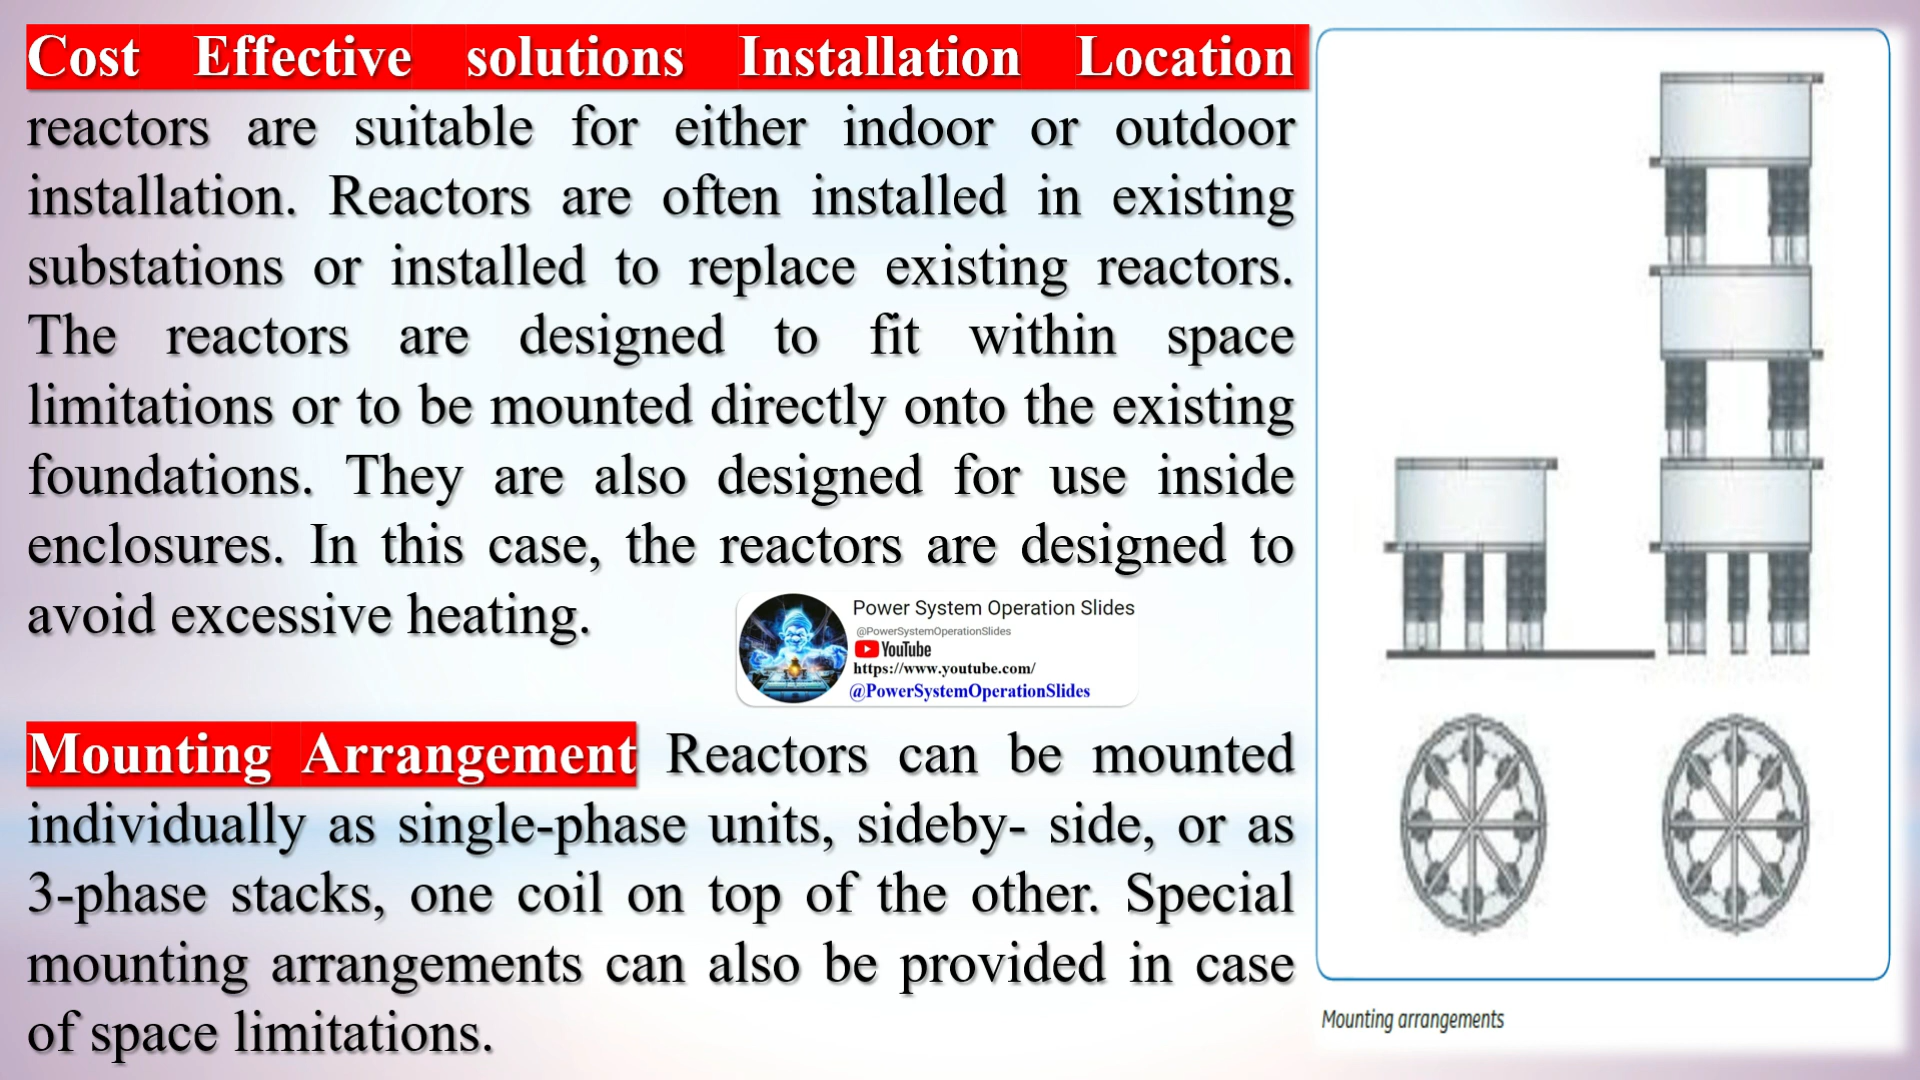 Cost Effective solutions Installation Location
reactors are suitable for either indoor or outdoor
installation. Reactors are often installed in existing
substations or installed to replace existing reactors.
The reactors are designed to fit within space
limitations or to be mounted directly onto the existing
foundations. They are also designed for use inside
enclosures. In this case, the reactors are designed to
avoid excessive heating.
Power System Operation Slides
@PowerSystemOperationSlides
YouTube
https://www.youtube.com/
@PowerSystemOperationSlides
Mounting Arrangement Reactors can be mounted
individually as single-phase units, sideby- side, or as
3-phase stacks, one coil on top of the other. Special
mounting arrangements can also be provided in case
of space limitations.
Mounting arrangements